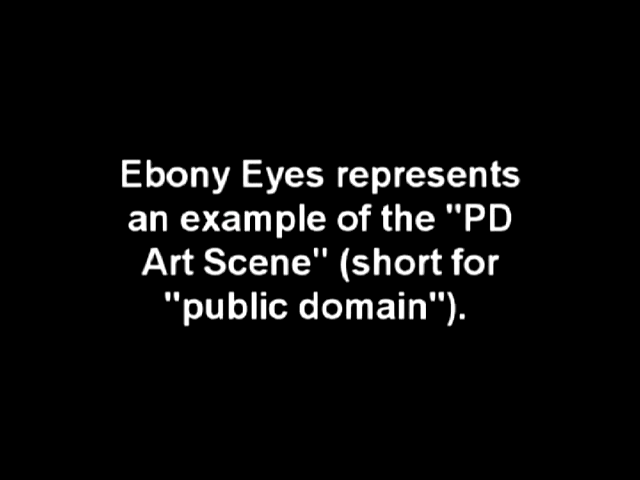 Ebony Eyes represents
an example of the "PD
Art Scene" (short for
"public domain").